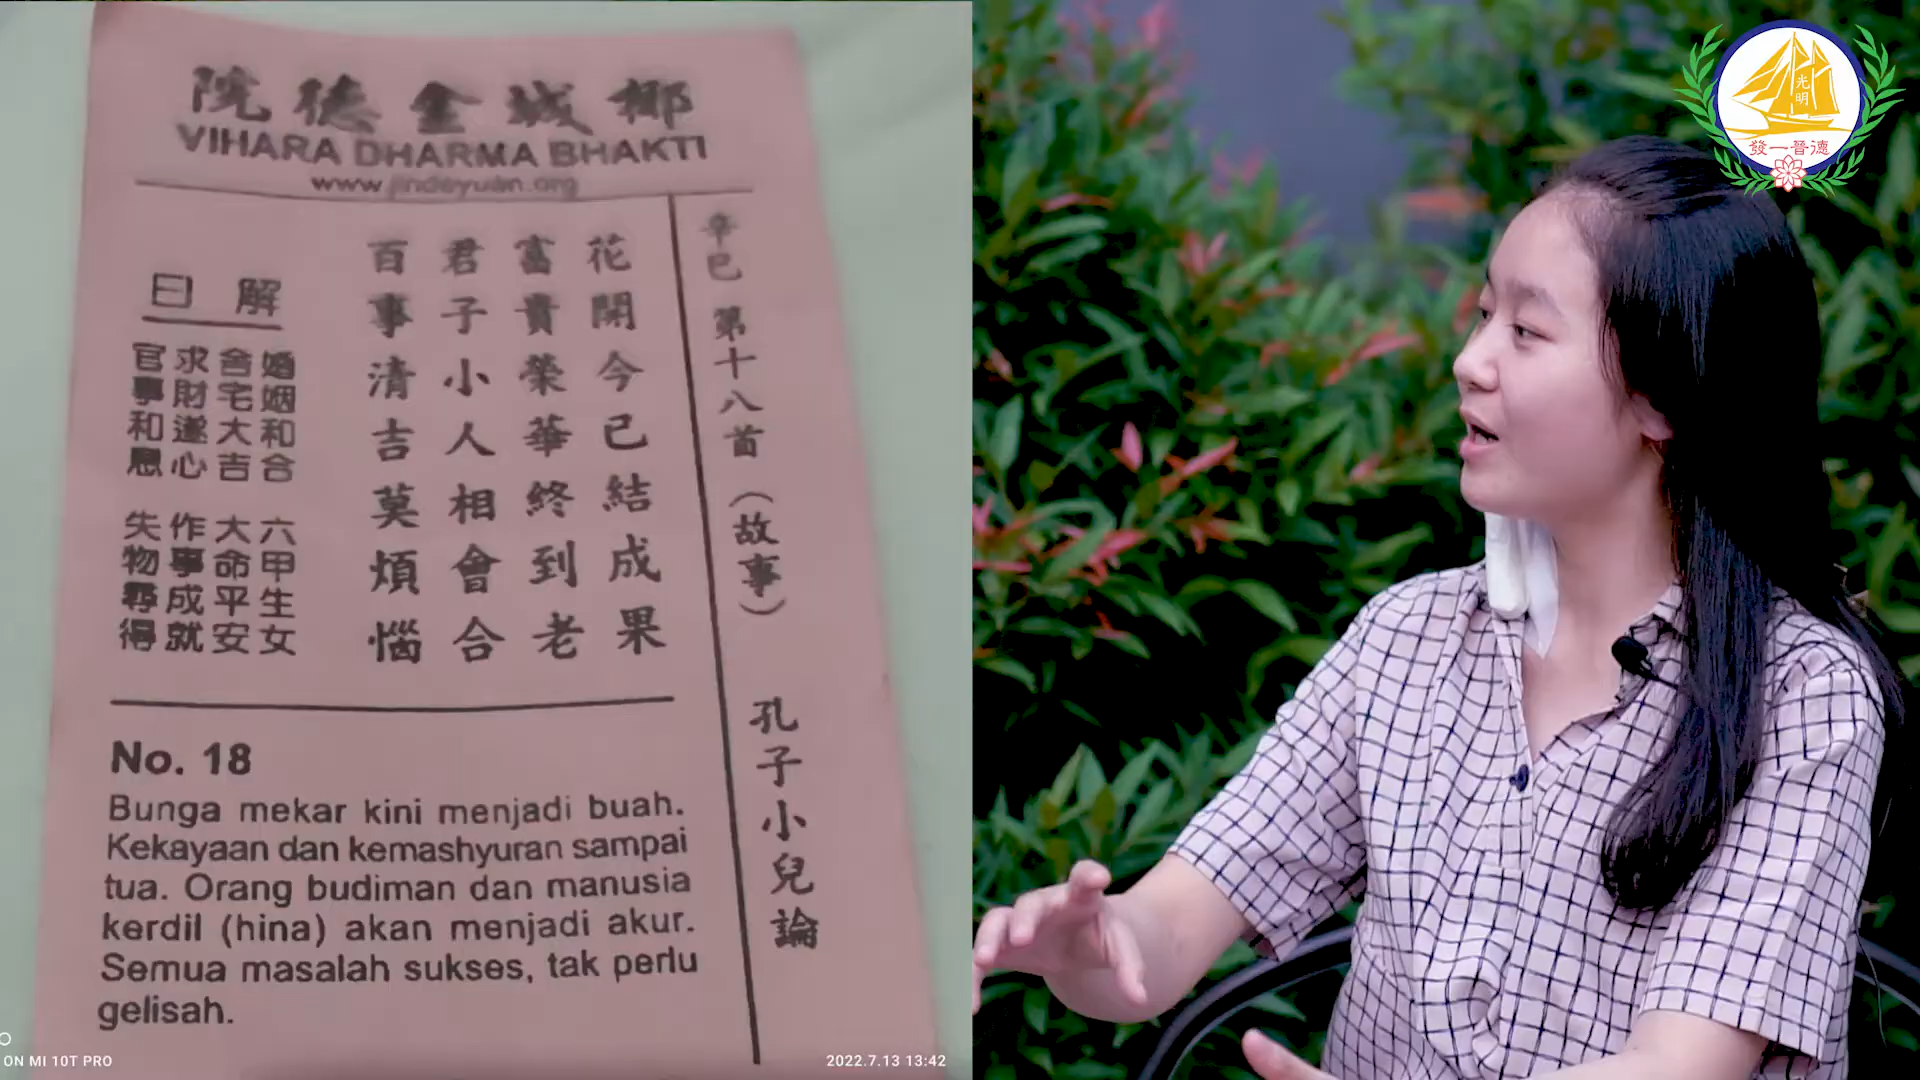 院德金城椰
VIHARA DHARMA BHAKTI
www.jindeyuan.org
辛巳 第十八首 (故事) 孔子小兒論
花開今已結成果
富貴榮華終到老
君子小人相會合
百事清吉莫煩惱
曰解
婚姻和合 六甲生女
舍宅大吉 大命平安
求財遂心 作事成就
官事和息 失物尋得
No. 18
Bunga mekar kini menjadi buah.
Kekayaan dan kemashyuran sampai
tua. Orang budiman dan manusia
kerdil (hina) akan menjadi akur.
Semua masalah sukses, tak perlu
gelisah.
ON MI 10T PRO
2022.7.13 13:42
光明
發一晉德